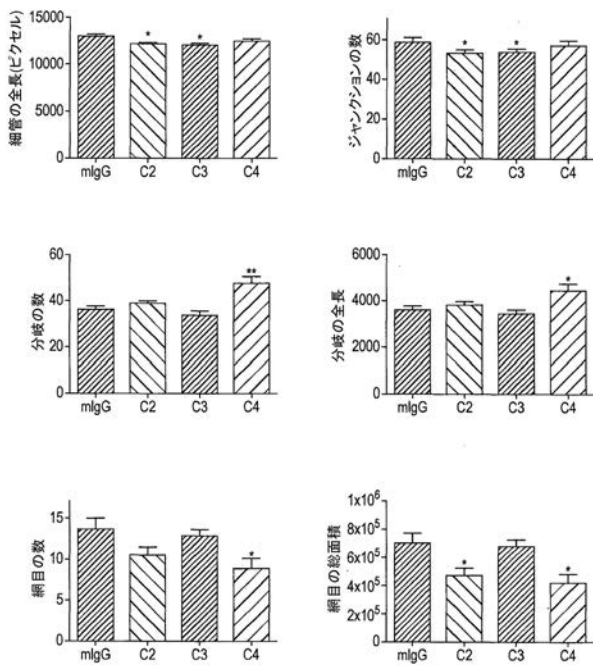 細管の全長(ピクセル)
15000
10000
5000
0
*
*
mIgG C2 C3 C4
ジャンクションの数
60
40
20
0
*
*
mIgG C2 C3 C4
分岐の数
60
40
20
0
**
mIgG C2 C3 C4
分岐の全長
6000
4000
2000
0
*
mIgG C2 C3 C4
網目の数
15
10
5
0
*
mIgG C2 C3 C4
網目の総面積
1x10⁶
8x10⁵
6x10⁵
4x10⁵
2x10⁵
0
*
*
mIgG C2 C3 C4